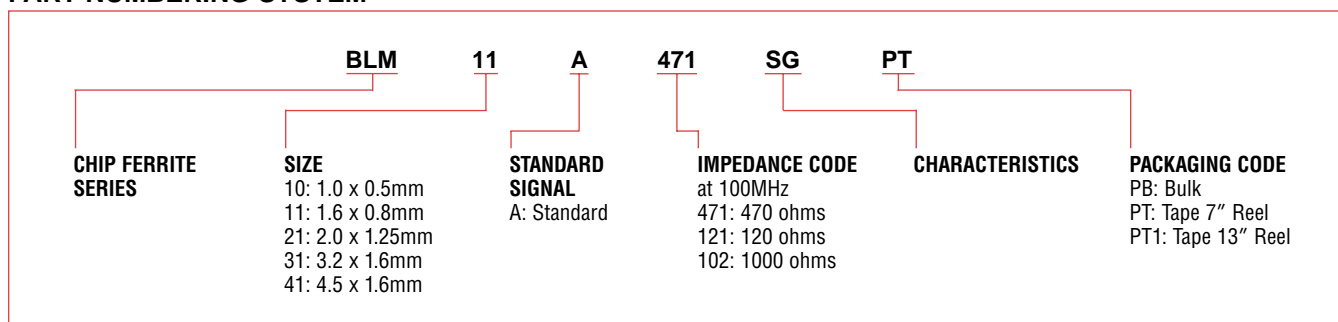 BLM 11 A 471 SG PT
CHIP FERRITE
SERIES
SIZE
10: 1.0 x 0.5mm
11: 1.6 x 0.8mm
21: 2.0 x 1.25mm
31: 3.2 x 1.6mm
41: 4.5 x 1.6mm
STANDARD
SIGNAL
A: Standard
IMPEDANCE CODE
at 100MHz
471: 470 ohms
121: 120 ohms
102: 1000 ohms
CHARACTERISTICS
PACKAGING CODE
PB: Bulk
PT: Tape 7″ Reel
PT1: Tape 13″ Reel